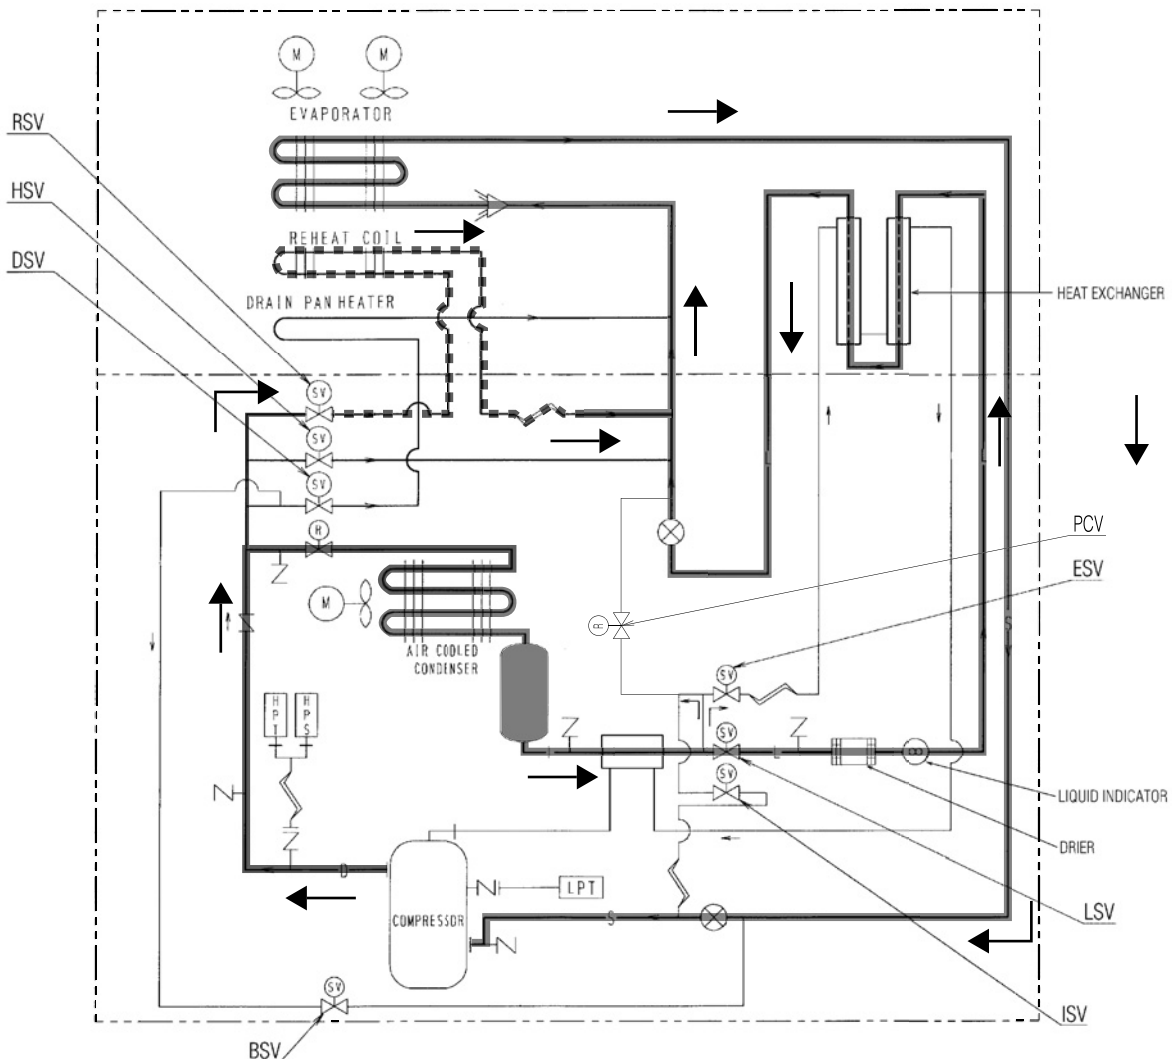 M M
EVAPORATOR
RSV
HSV
REHEAT COIL
DSV
DRAIN PAN HEATER
HEAT EXCHANGER
SV
SV
SV
R
PCV
ESV
M
R
AIR COOLED
CONDENSER
SV
HPT
HPS
SV
SV
LIQUID INDICATOR
DRIER
LPT
COMPRESSOR
S
S
LSV
SV
ISV
BSV